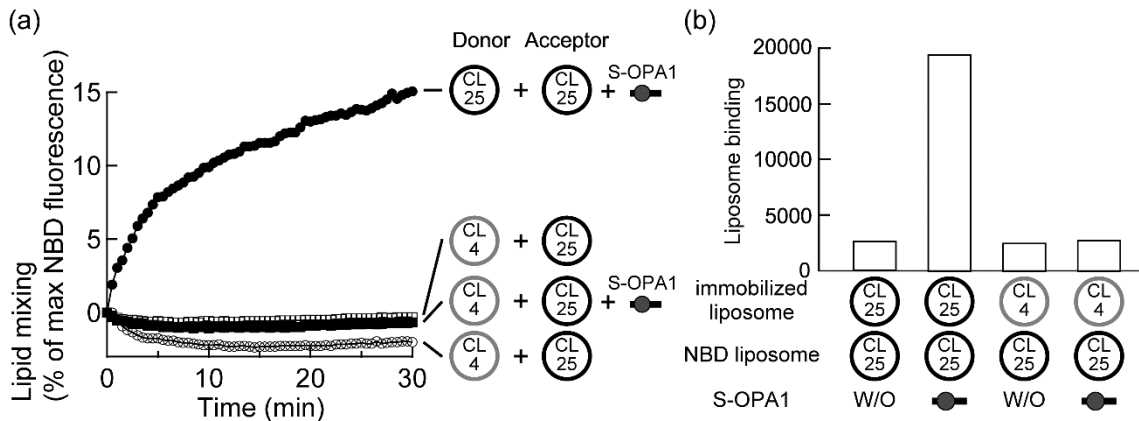 (a)
Donor Acceptor
S-OPA1
CL 25 + CL 25 +
CL 4 + CL 25
S-OPA1
CL 4 + CL 25 +
CL 4 + CL 25
15
10
5
0
0 10 20 30
Time (min)
Lipid mixing
(% of max NBD fluorescence)
(b)
20000
15000
10000
5000
0
Liposome binding
immobilized
liposome
CL 25 CL 25 CL 4 CL 4
NBD liposome CL 25 CL 25 CL 25 CL 25
S-OPA1 W/O W/O